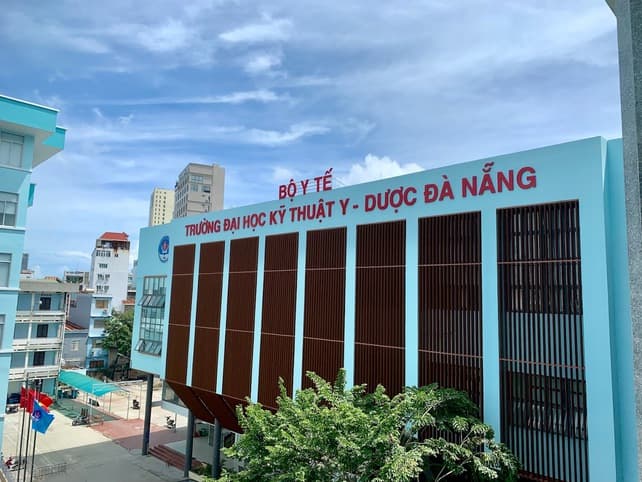 BỘ Y TẾ
TRƯỜNG ĐẠI HỌC KỸ THUẬT Y - DƯỢC ĐÀ NẴNG